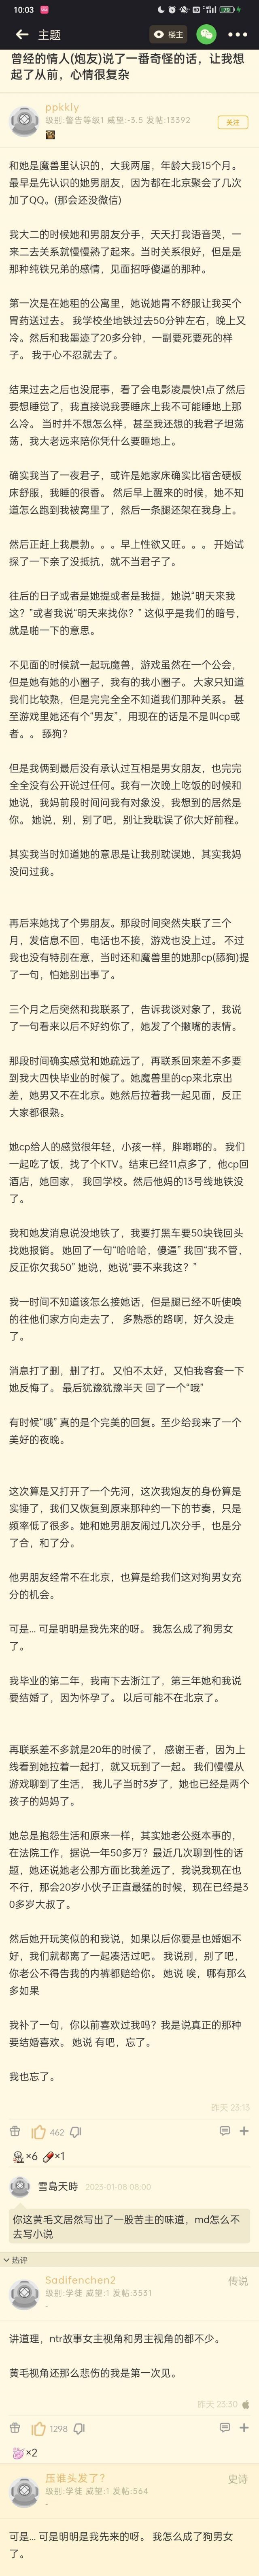 10:03
79
主题
楼主
曾经的情人(炮友)说了一番奇怪的话，让我想
起了从前，心情很复杂
ppkkly
级别:警告等级1 威望:-3.5 发帖:13392
关注
和她是魔兽里认识的，大我两届，年龄大我15个月。
最早是先认识的她男朋友，因为都在北京聚会了几次
加了QQ。(那会还没微信)
我大二的时候她和男朋友分手，天天打我语音哭，一
来二去关系就慢慢熟了起来。当时关系很好，但是是
那种纯铁兄弟的感情，见面招呼傻逼的那种。
第一次是在她租的公寓里，她说她胃不舒服让我买个
胃药送过去。 我学校坐地铁过去50分钟左右，晚上又
冷。然后和我墨迹了20多分钟，一副要死要死的样
子。 我于心不忍就去了。
结果过去之后也没屁事，看了会电影凌晨快1点了然后
要想睡觉了，我直接说我要睡床上我不可能睡地上那
么冷。 当时并不想怎么样，甚至我还想的我君子坦荡
荡，我大老远来陪你凭什么要睡地上。
确实我当了一夜君子，或许是她家床确实比宿舍硬板
床舒服，我睡的很香。 然后早上醒来的时候，她不知
道怎么跑到我被窝里了，然后一条腿还架在我身上。
然后正赶上我晨勃。。。早上性欲又旺。。。 开始试
探了一下亲了没抵抗，就不当君子了。
往后的日子或者是她提或者是我提，她说“明天来我
这？”或者我说“明天来找你？” 这似乎是我们的暗号，
就是啪一下的意思。
不见面的时候就一起玩魔兽，游戏虽然在一个公会，
但是她有她的小圈子，我有的我小圈子。 大家只知道
我们比较熟，但是完完全全不知道我们那种关系。 甚
至游戏里她还有个“男友”，用现在的话是不是叫cp或
者。。 舔狗？
但是我俩到最后没有承认过互相是男女朋友，也完完
全全没有公开说过任何。我有一次晚上吃饭的时候和
她说，我妈前段时间问我有对象没，我想到的居然是
你。 她说，别，别了吧，别让我耽误了你大好前程。
其实我当时知道她的意思是让我别耽误她，其实我妈
没问过我。
再后来她找了个男朋友。那段时间突然失联了三个
月，发信息不回，电话也不接，游戏也没上过。 不过
我也没有特别在意，当时还和魔兽里的她那cp(舔狗)提
了一句，怕她别出事了。
三个月之后突然和我联系了，告诉我谈对象了，我说
了一句看来以后不好约你了，她发了个撇嘴的表情。
那段时间确实感觉和她疏远了，再联系回来差不多要
到我大四快毕业的时候了。她魔兽里的cp来北京出
差，她男又不在北京。她然后拉着我一起见面，反正
大家都很熟。
她cp给人的感觉很年轻，小孩一样，胖嘟嘟的。 我们
一起吃了饭，找了个KTV。结束已经11点多了，他cp回
酒店，她回家， 我回学校。然后他妈的13号线地铁没
了。
我和她发消息说没地铁了，我要打黑车要50块钱回头
找她报销。 她回了一句“哈哈哈，傻逼” 我回“我不管，
反正你欠我50” 她说，她说“要不来我这？”
我一时间不知道该怎么接她话，但是腿已经不听使唤
的往他们家方向走去了， 多熟悉的路啊，好久没走
了。
消息打了删，删了打。 又怕不太好，又怕我客套一下
她反悔了。 最后犹豫犹豫半天 回了一个“哦”
有时候“哦” 真的是个完美的回复。至少给我来了一个
美好的夜晚。
这次算是又打开了一个先河，这次我炮友的身份算是
实锤了，我们又恢复到原来那种约一下的节奏，只是
频率低了很多。她和她男朋友闹过几次分手，也是分
了合，和了分。
他男朋友经常不在北京，也算是给我们这对狗男女充
分的机会。
可是... 可是明明是我先来的呀。 我怎么成了狗男女
了。
我毕业的第二年，我南下去浙江了，第三年她和我说
要结婚了，因为怀孕了。 以后可能不在北京了。
再联系差不多就是20年的时候了， 感谢王者，因为上
线看到她拉着一起打，就又玩到了一起。 我们慢慢从
游戏聊到了生活， 我儿子当时3岁了，她也已经是两个
孩子的妈妈了。
她总是抱怨生活和原来一样，其实她老公挺本事的，
在法院工作，据说一年50多万？ 最近几次聊到性的话
题，她还说她老公那方面比我差远了，我说我现在也
不行，那会20岁小伙子正直最猛的时候，现在已经是3
0多岁大叔了。
然后她开玩笑似的和我说，如果以后你要是也婚姻不
好，我们就都离了一起凑活过吧。 我说别，别了吧，
你老公不得告我的内裤都赔给你。 她说 唉，哪有那么
多如果
我补了一句，你以前喜欢过我吗？我是说真正的那种
要结婚喜欢。 她说 有吧，忘了。
我也忘了。
昨天 23:13
462
×6 ×1
雪島天時 2023-01-08 08:00
你这黄毛文居然写出了一股苦主的味道，md怎么不
去写小说
热评
Sadifenchen2
传说
级别:学徒 威望:1 发帖:3531
讲道理，ntr故事女主视角和男主视角的都不少。
黄毛视角还那么悲伤的我是第一次见。
昨天 23:30
1298
×2
压谁头发了？
史诗
级别:学徒 威望:1 发帖:564
可是... 可是明明是我先来的呀。 我怎么成了狗男女
了。